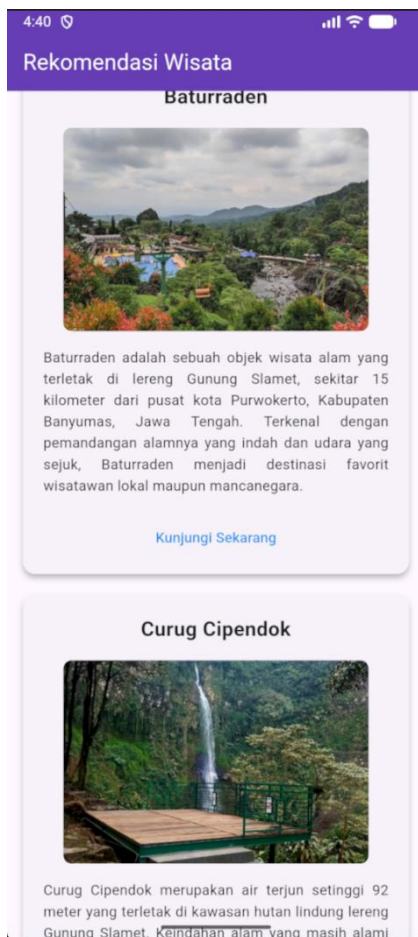 4:40
Rekomendasi Wisata
Baturraden
Baturraden adalah sebuah objek wisata alam yang
terletak di lereng Gunung Slamet, sekitar 15
kilometer dari pusat kota Purwokerto, Kabupaten
Banyumas, Jawa Tengah. Terkenal dengan
pemandangan alamnya yang indah dan udara yang
sejuk, Baturraden menjadi destinasi favorit
wisatawan lokal maupun mancanegara.
Kunjungi Sekarang
Curug Cipendok
Curug Cipendok merupakan air terjun setinggi 92
meter yang terletak di kawasan hutan lindung lereng
Gunung Slamet. Keindahan alam yang masih alami